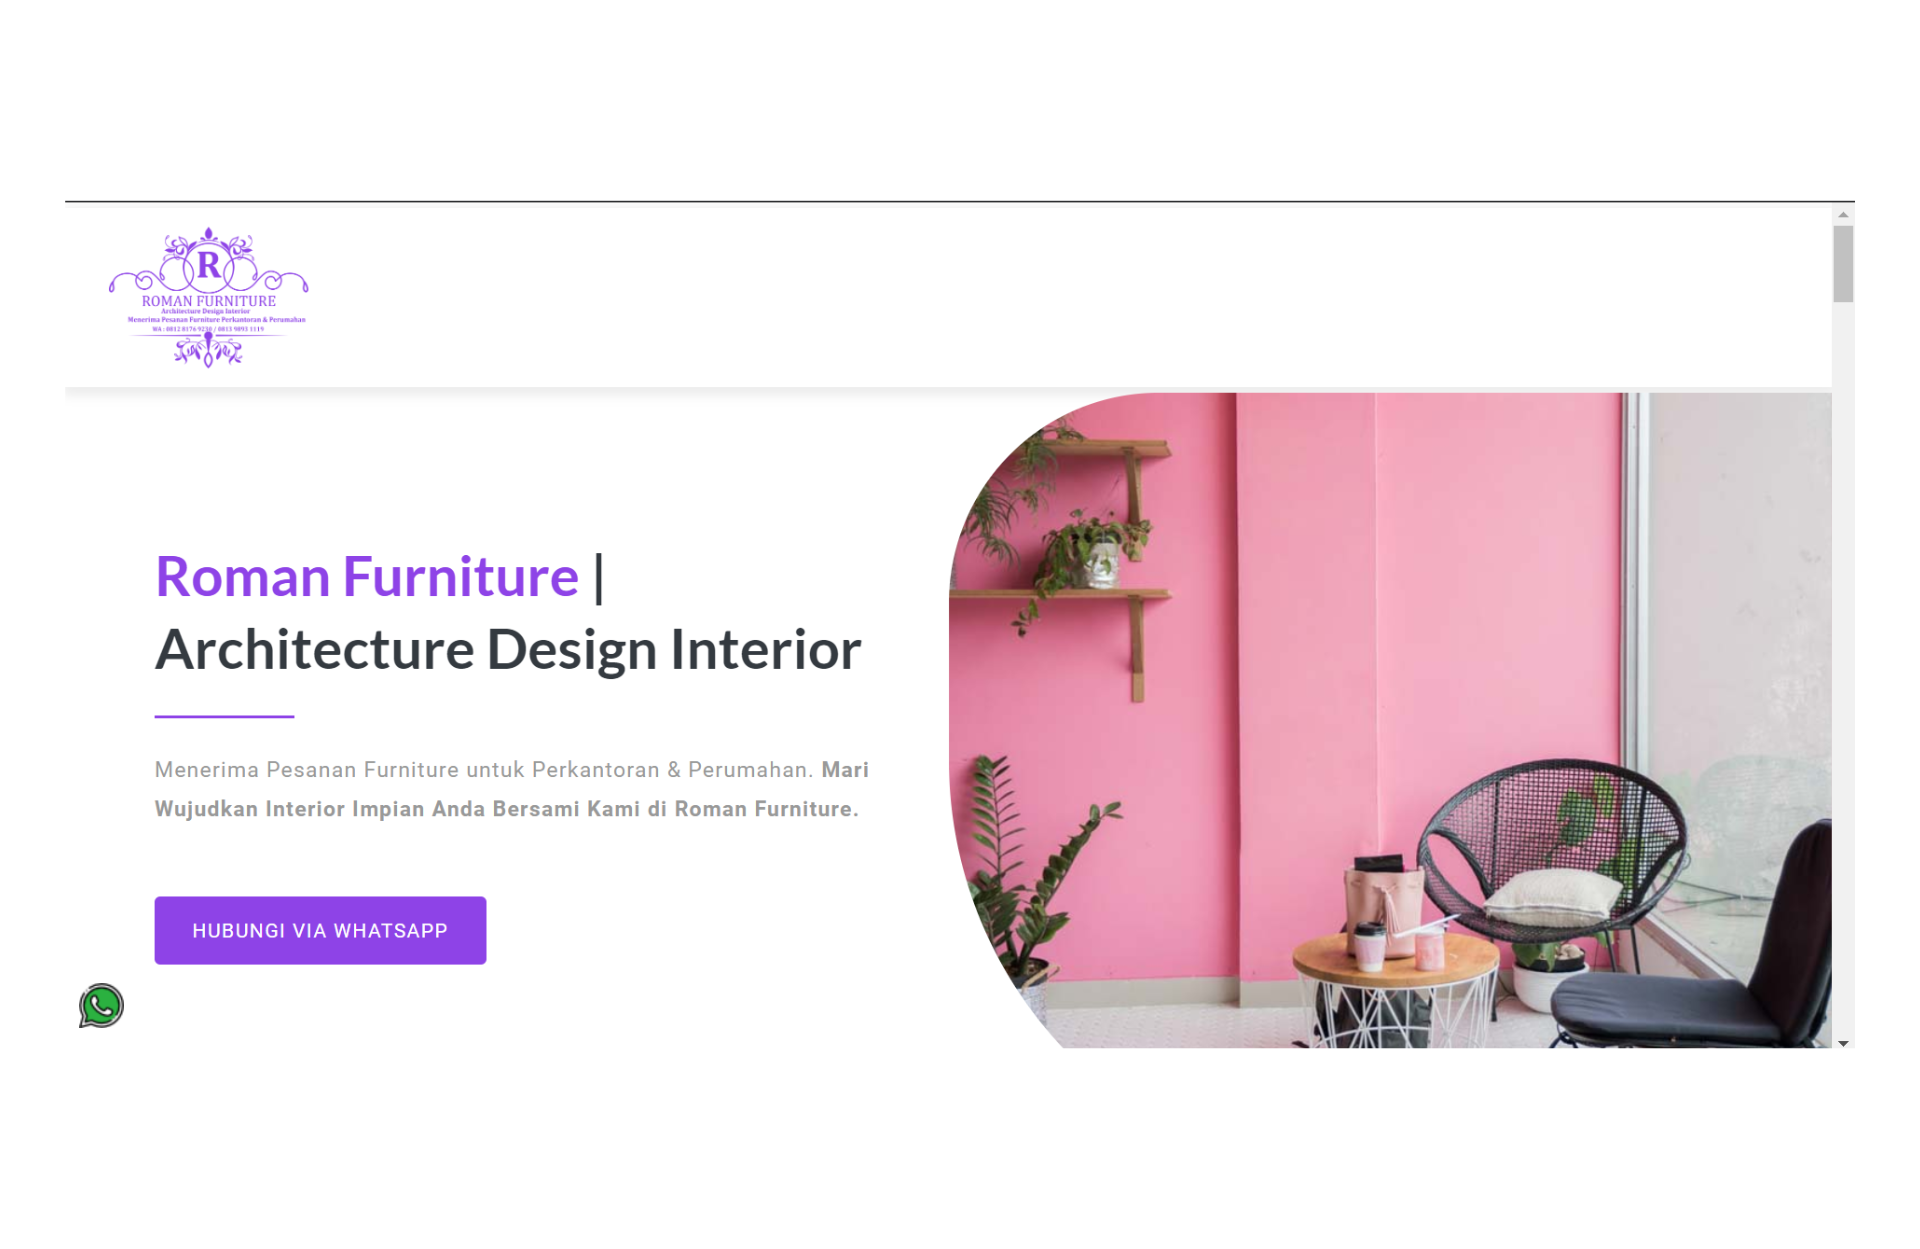 R
ROMAN FURNITURE
Architecture Design Interior
Menerima Pesanan Furniture Perkantoran & Perumahan
WA : 0812 8174 9230 / 0813 9893 1119
Roman Furniture |
Architecture Design Interior
Menerima Pesanan Furniture untuk Perkantoran & Perumahan. Mari
Wujudkan Interior Impian Anda Bersami Kami di Roman Furniture.
HUBUNGI VIA WHATSAPP